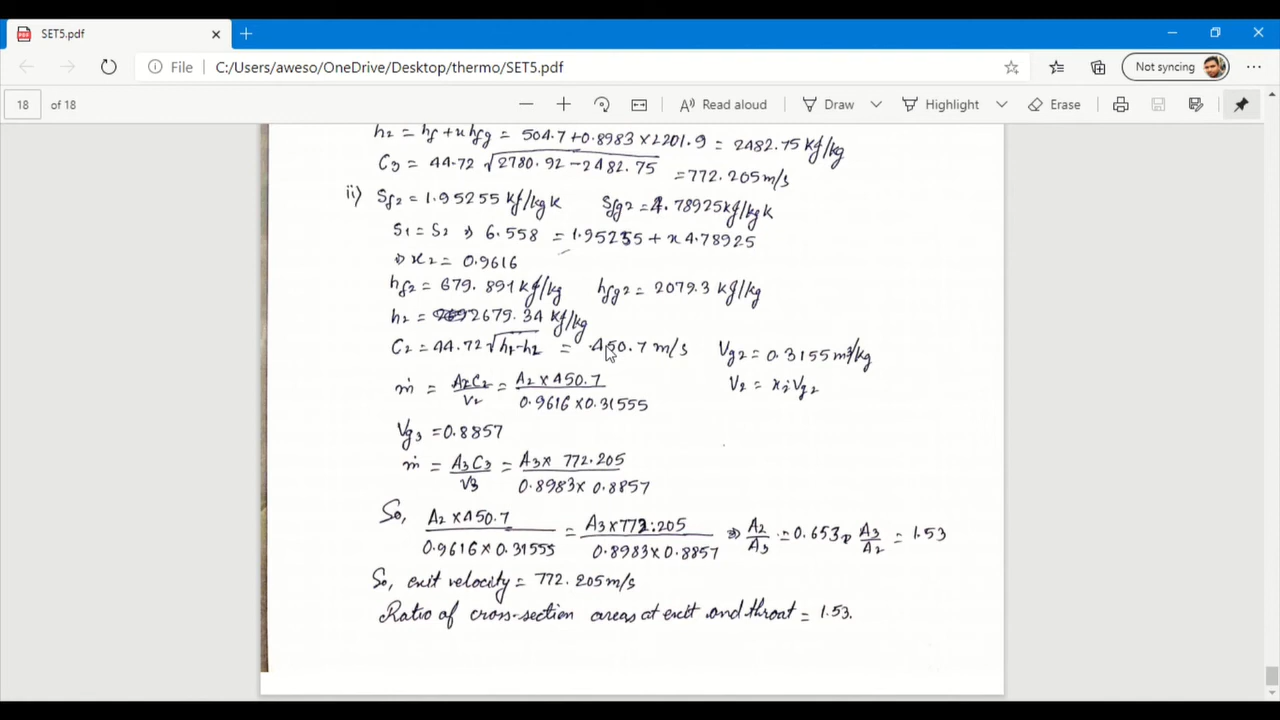 SET5.pdf
File C:/Users/aweso/OneDrive/Desktop/thermo/SET5.pdf Not syncing
18 of 18 Read aloud Draw Highlight Erase
h2 = hf + x hfg = 504.7 + 0.8983 × 2201.9 = 2482.75 KJ/kg
C3 = 44.72 √2780.92 − 2482.75 = 772.205 m/s
ii) Sf2 = 1.95255 KJ/kg K Sfg2 = 4.78925 KJ/kg K
S1 = S2 ⇒ 6.558 = 1.95255 + x 4.78925
⇒ x2 = 0.9616
hf2 = 679.891 KJ/kg hfg2 = 2079.3 KJ/kg
h2 = 2679.34 KJ/kg
C2 = 44.72 √h1-h2 = 450.7 m/s Vg2 = 0.3155 m³/kg
ṁ = A2C2/V2 = A2 × 450.7/0.9616 × 0.31555 V2 = x2 Vg2
Vg3 = 0.8857
ṁ = A3C3/V3 = A3 × 772.205/0.8983 × 0.8857
So, A2 × 450.7/0.9616 × 0.31555 = A3 × 772.205/0.8983 × 0.8857 ⇒ A2/A3 = 0.653, A3/A2 = 1.53
So, exit velocity = 772.205 m/s
Ratio of cross-section areas at exit and throat = 1.53.